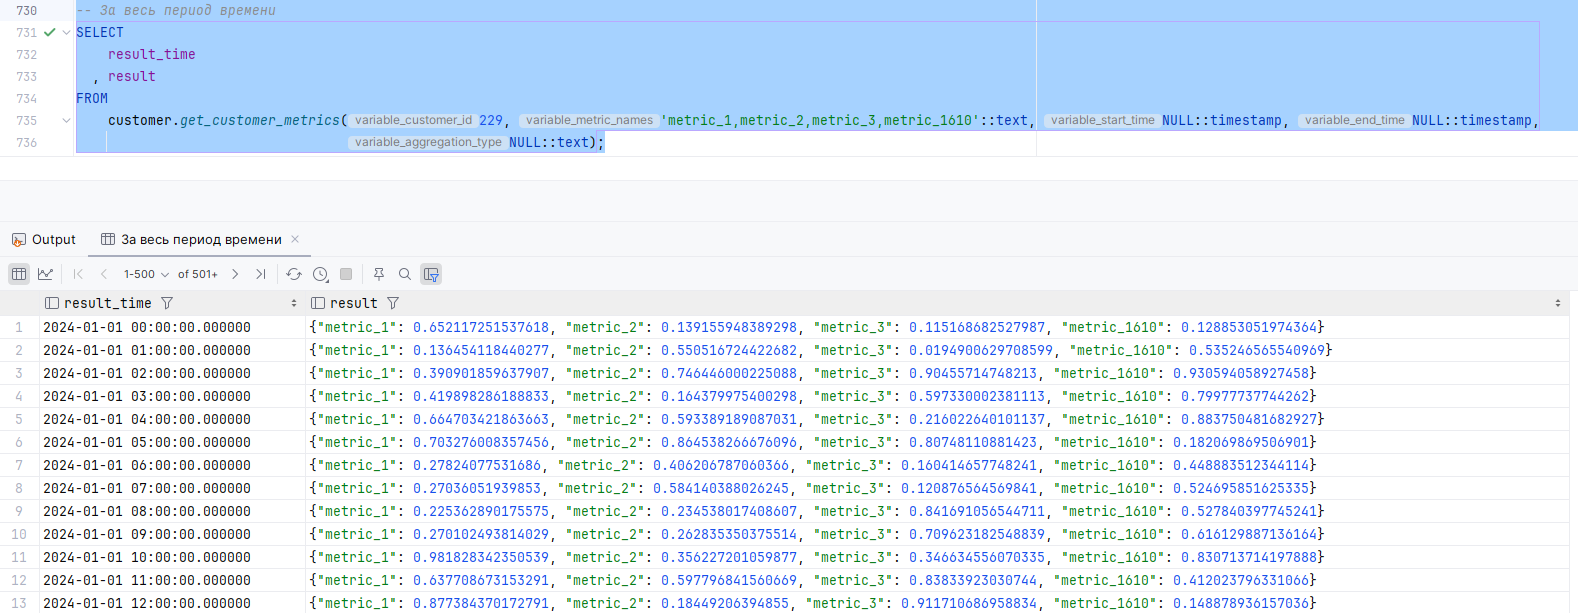 730 -- За весь период времени
731 SELECT
732 result_time
733 , result
734 FROM
735 customer.get_customer_metrics( variable_customer_id 229, variable_metric_names 'metric_1,metric_2,metric_3,metric_1610'::text, variable_start_time NULL::timestamp, variable_end_time NULL::timestamp,
736 variable_aggregation_type NULL::text);
Output За весь период времени
1-500 of 501+
result_time result
1 2024-01-01 00:00:00.000000 {"metric_1": 0.652117251537618, "metric_2": 0.139155948389298, "metric_3": 0.115168682527987, "metric_1610": 0.128853051974364}
2 2024-01-01 01:00:00.000000 {"metric_1": 0.136454118440277, "metric_2": 0.550516724422682, "metric_3": 0.0194900629708599, "metric_1610": 0.535246565540969}
3 2024-01-01 02:00:00.000000 {"metric_1": 0.390901859637907, "metric_2": 0.746446000225088, "metric_3": 0.90455714748213, "metric_1610": 0.930594058927458}
4 2024-01-01 03:00:00.000000 {"metric_1": 0.419898286188833, "metric_2": 0.164379975400298, "metric_3": 0.597330002381113, "metric_1610": 0.79977737744262}
5 2024-01-01 04:00:00.000000 {"metric_1": 0.664703421863663, "metric_2": 0.593389189087031, "metric_3": 0.216022640101137, "metric_1610": 0.883750481682927}
6 2024-01-01 05:00:00.000000 {"metric_1": 0.703276008357456, "metric_2": 0.864538266676096, "metric_3": 0.80748110881423, "metric_1610": 0.182069869506901}
7 2024-01-01 06:00:00.000000 {"metric_1": 0.27824077531686, "metric_2": 0.406206787060366, "metric_3": 0.160414657748241, "metric_1610": 0.448883512344114}
8 2024-01-01 07:00:00.000000 {"metric_1": 0.27036051939853, "metric_2": 0.584140388026245, "metric_3": 0.120876564569841, "metric_1610": 0.524695851625335}
9 2024-01-01 08:00:00.000000 {"metric_1": 0.225362890175575, "metric_2": 0.234538017408607, "metric_3": 0.841691056544711, "metric_1610": 0.527840397745241}
10 2024-01-01 09:00:00.000000 {"metric_1": 0.270102493814029, "metric_2": 0.262835350375514, "metric_3": 0.709623182548839, "metric_1610": 0.616129887136164}
11 2024-01-01 10:00:00.000000 {"metric_1": 0.981828342350539, "metric_2": 0.356227201059877, "metric_3": 0.346634556070335, "metric_1610": 0.830713714197888}
12 2024-01-01 11:00:00.000000 {"metric_1": 0.637708673153291, "metric_2": 0.597796841560669, "metric_3": 0.83833923030744, "metric_1610": 0.412023796331066}
13 2024-01-01 12:00:00.000000 {"metric_1": 0.877384370172791, "metric_2": 0.18449206394855, "metric_3": 0.911710686958834, "metric_1610": 0.148878936157036}